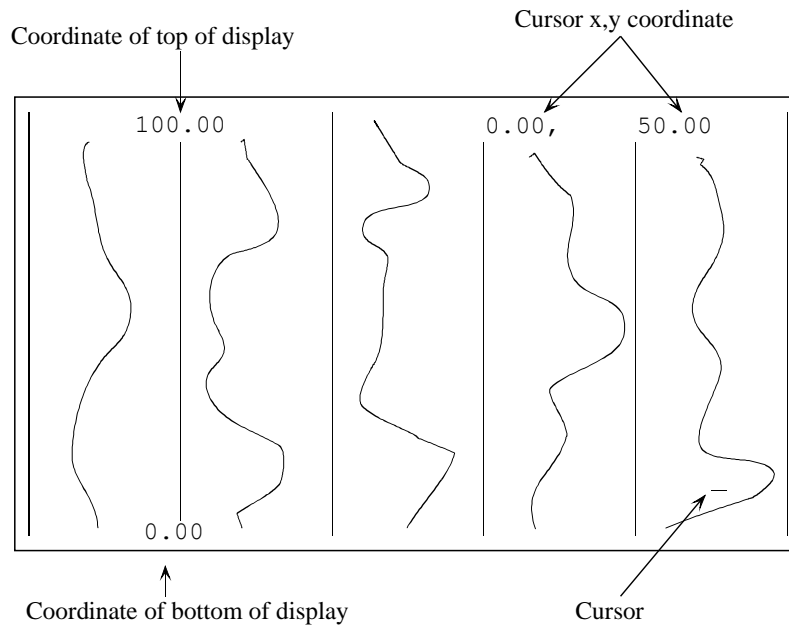 Cursor x,y coordinate
Coordinate of top of display
100.00
0.00, 50.00
0.00
Coordinate of bottom of display
Cursor